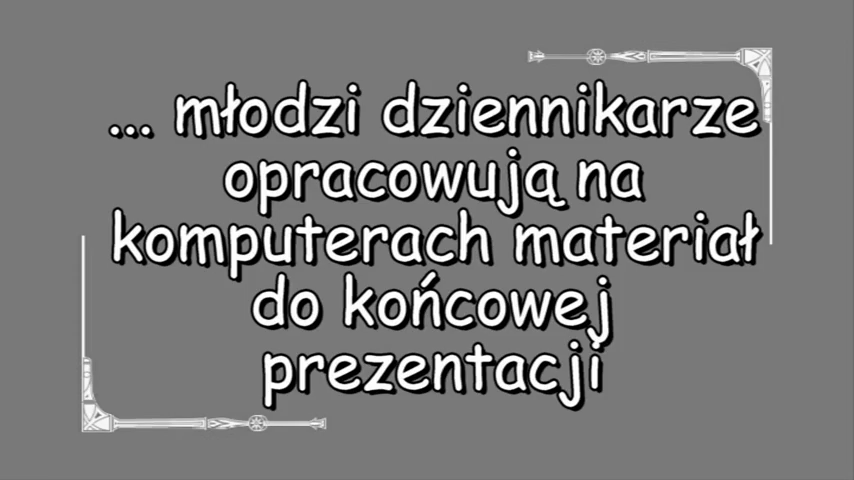 ... młodzi dziennikarze
opracowują na
komputerach materiał
do końcowej
prezentacji